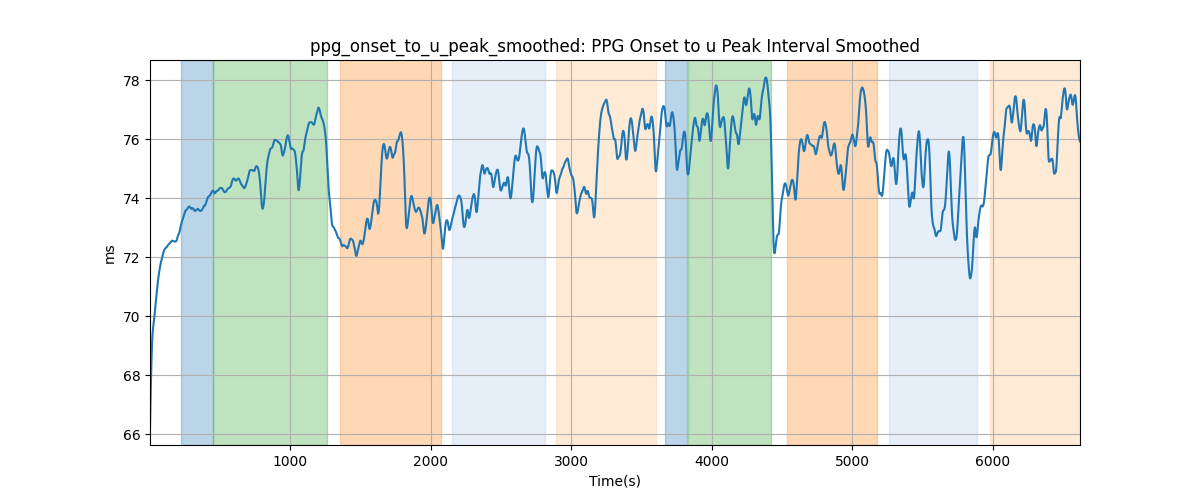 ppg_onset_to_u_peak_smoothed: PPG Onset to u Peak Interval Smoothed
78
76
74
72
70
68
66
ms
1000 2000 3000 4000 5000 6000
Time(s)